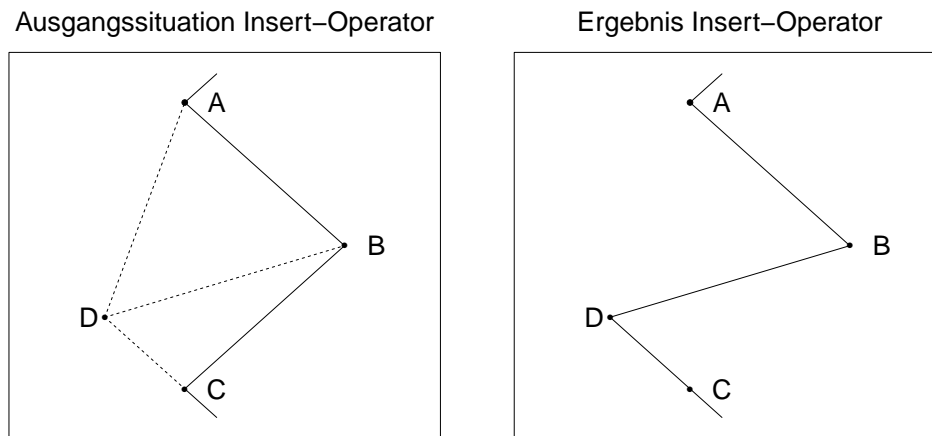 Ausgangssituation Insert−Operator
A
B
D
C
Ergebnis Insert−Operator
A
B
D
C